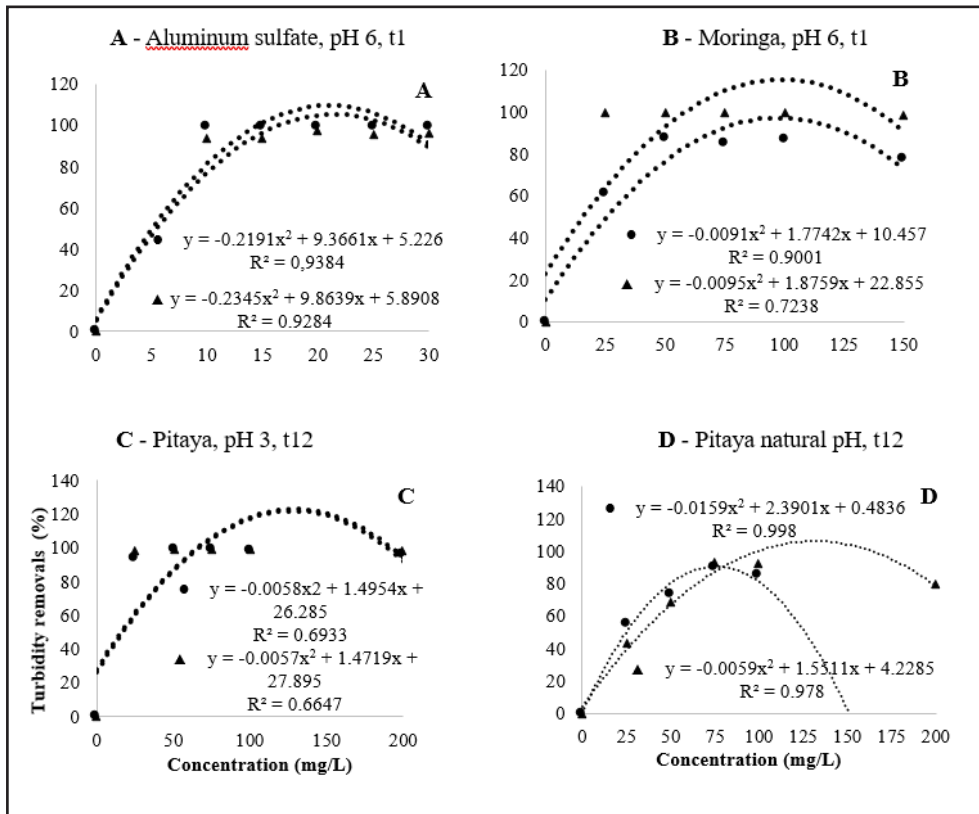 A - Aluminum sulfate, pH 6, t1
A
120
100
80
60
40
20
0
y = -0.2191x² + 9.3661x + 5.226
R² = 0,9384
y = -0.2345x² + 9.8639x + 5.8908
R² = 0.9284
0 5 10 15 20 25 30
B - Moringa, pH 6, t1
B
120
100
80
60
40
20
0
y = -0.0091x² + 1.7742x + 10.457
R² = 0.9001
y = -0.0095x² + 1.8759x + 22.855
R² = 0.7238
0 25 50 75 100 125 150
C - Pitaya, pH 3, t12
C
Turbidity removals (%)
140
120
100
80
60
40
20
0
y = -0.0058x2 + 1.4954x +
26.285
R² = 0.6933
y = -0.0057x² + 1.4719x +
27.895
R² = 0.6647
0 50 100 150 200
Concentration (mg/L)
D - Pitaya natural pH, t12
D
140
120
100
80
60
40
20
0
y = -0.0159x² + 2.3901x + 0.4836
R² = 0.998
y = -0.0059x² + 1.5511x + 4.2285
R² = 0.978
0 25 50 75 100 125 150 175 200
Concentration (mg/L)